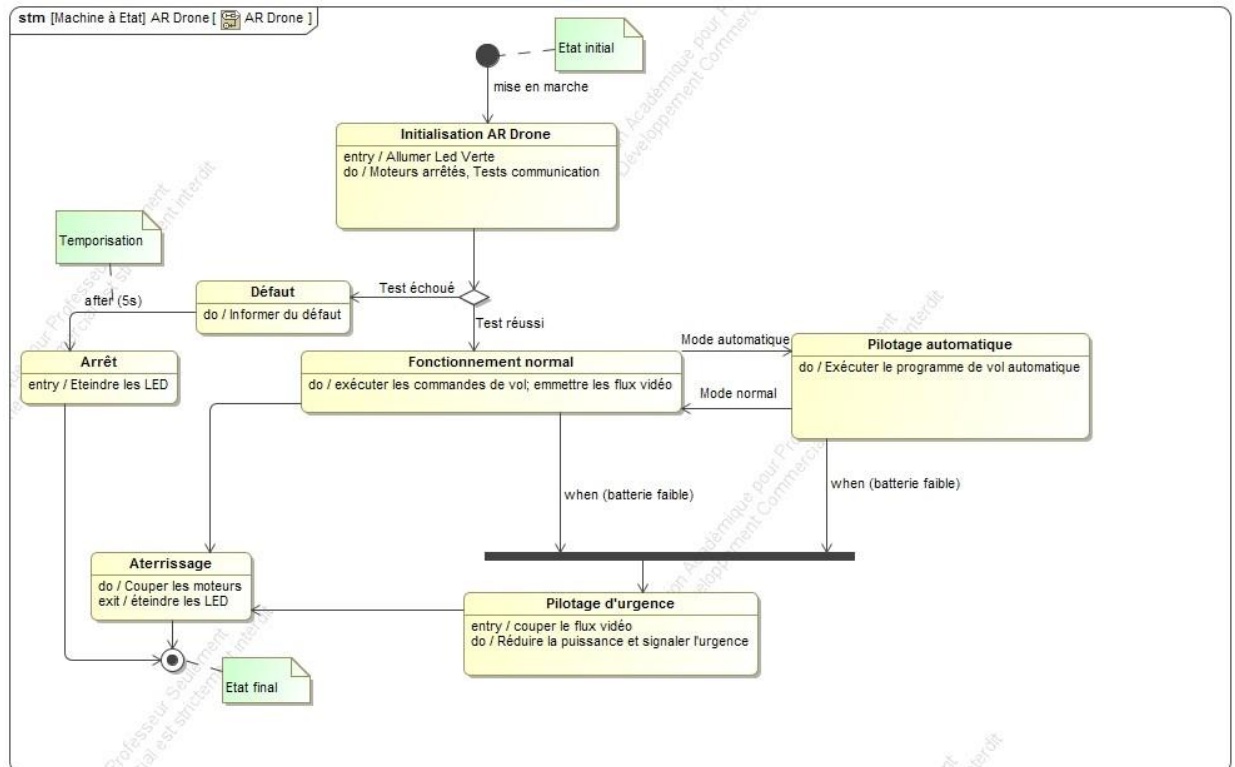 stm [Machine à Etat] AR Drone [ AR Drone ]
Etat initial
mise en marche
Initialisation AR Drone
entry / Allumer Led Verte
do / Moteurs arrêtés, Tests communication
Temporisation
after (5s)
Défaut
do / Informer du défaut
Test échoué
Test réussi
Arrêt
entry / Eteindre les LED
Fonctionnement normal
do / exécuter les commandes de vol; emmettre les flux vidéo
Mode automatique
Mode normal
Pilotage automatique
do / Exécuter le programme de vol automatique
when (batterie faible)
when (batterie faible)
Aterrissage
do / Couper les moteurs
exit / éteindre les LED
Pilotage d'urgence
entry / couper le flux vidéo
do / Réduire la puissance et signaler l'urgence
Etat final